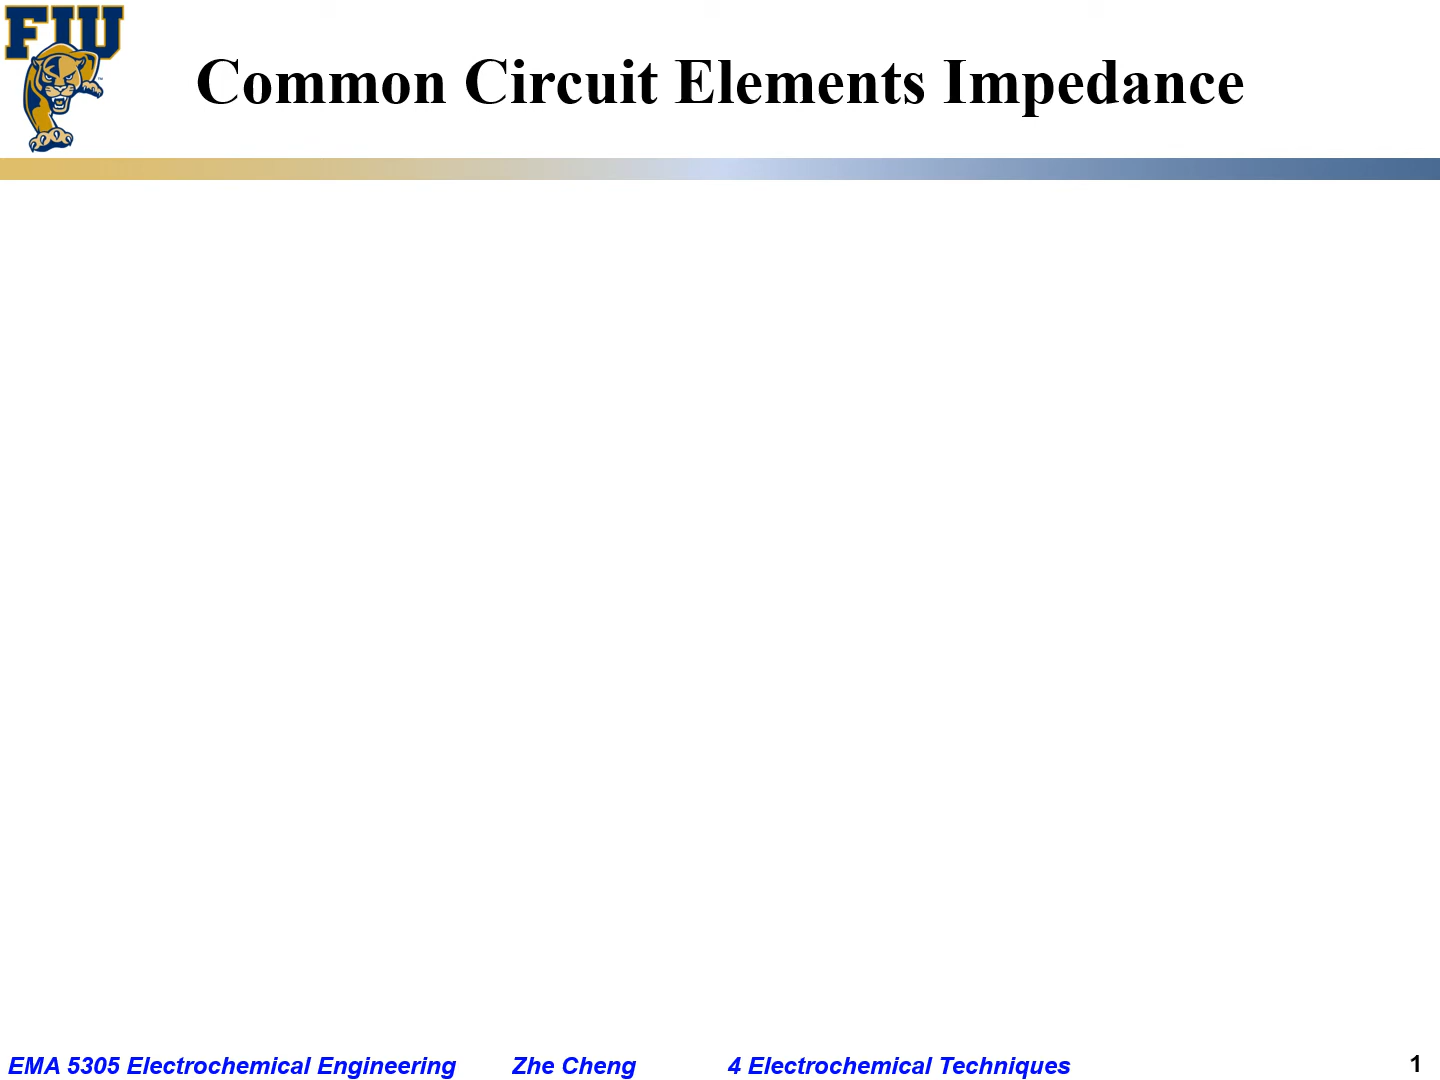 FIU
Common Circuit Elements Impedance
EMA 5305 Electrochemical Engineering Zhe Cheng 4 Electrochemical Techniques 1